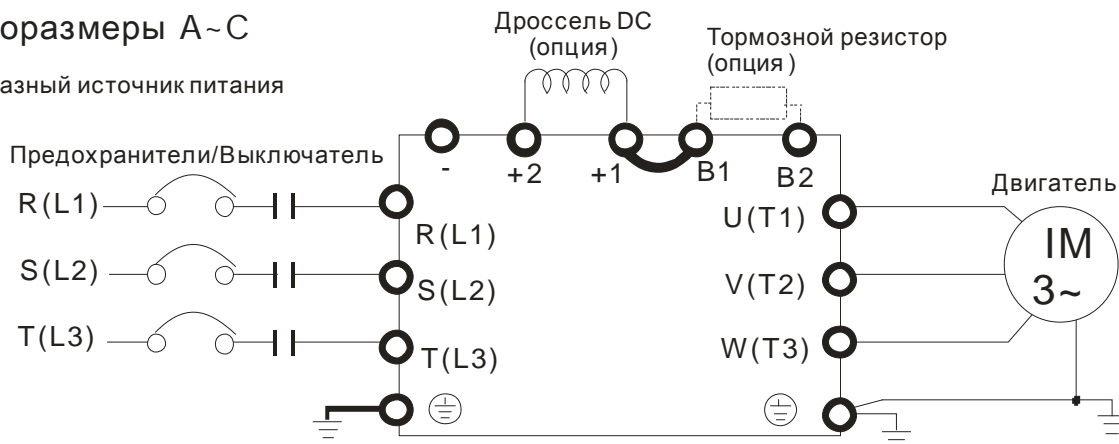 оразмеры A~C
азный источник питания
Дроссель DC
(опция)
Тормозной резистор
(опция)
Предохранители/Выключатель
-
+2
+1
B1
B2
Двигатель
R(L1)
R(L1)
U(T1)
IM
3~
S(L2)
S(L2)
V(T2)
T(L3)
T(L3)
W(T3)